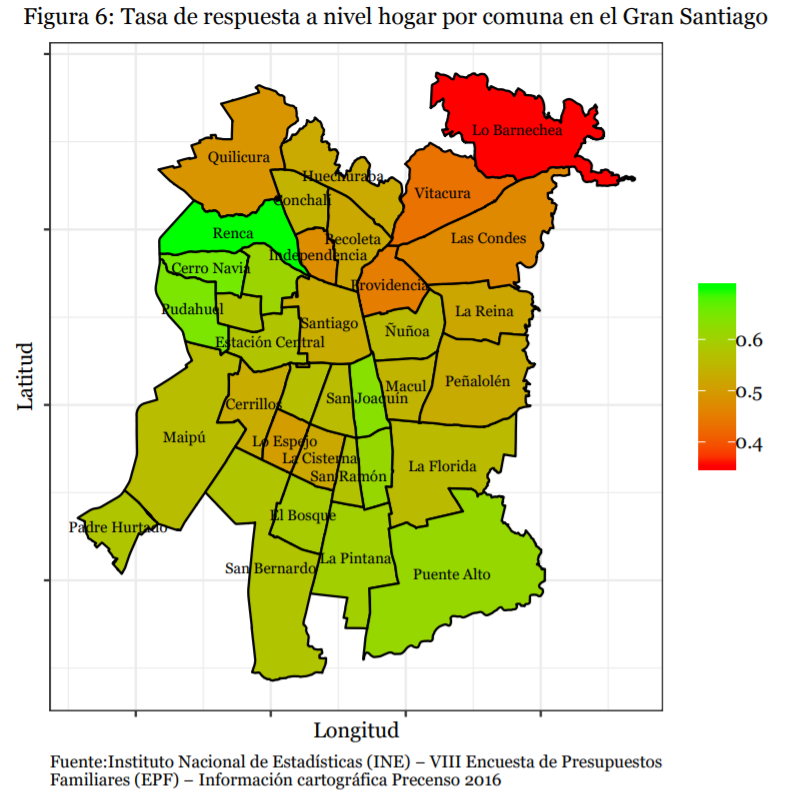 Figura 6: Tasa de respuesta a nivel hogar por comuna en el Gran Santiago
Lo Barnechea
Quilicura
Huechuraba
Vitacura
Conchalí
Renca
Recoleta
Las Condes
Independencia
Cerro Navia
Providencia
Pudahuel
La Reina
Santiago
Ñuñoa
Estación Central
Peñalolén
Macul
San Joaquín
Cerrillos
Maipú
Lo Espejo
La Cisterna
La Florida
San Ramón
El Bosque
Padre Hurtado
La Pintana
San Bernardo
Puente Alto
0.6
0.5
0.4
Latitud
Longitud
Fuente:Instituto Nacional de Estadísticas (INE) – VIII Encuesta de Presupuestos
Familiares (EPF) – Información cartográfica Precenso 2016